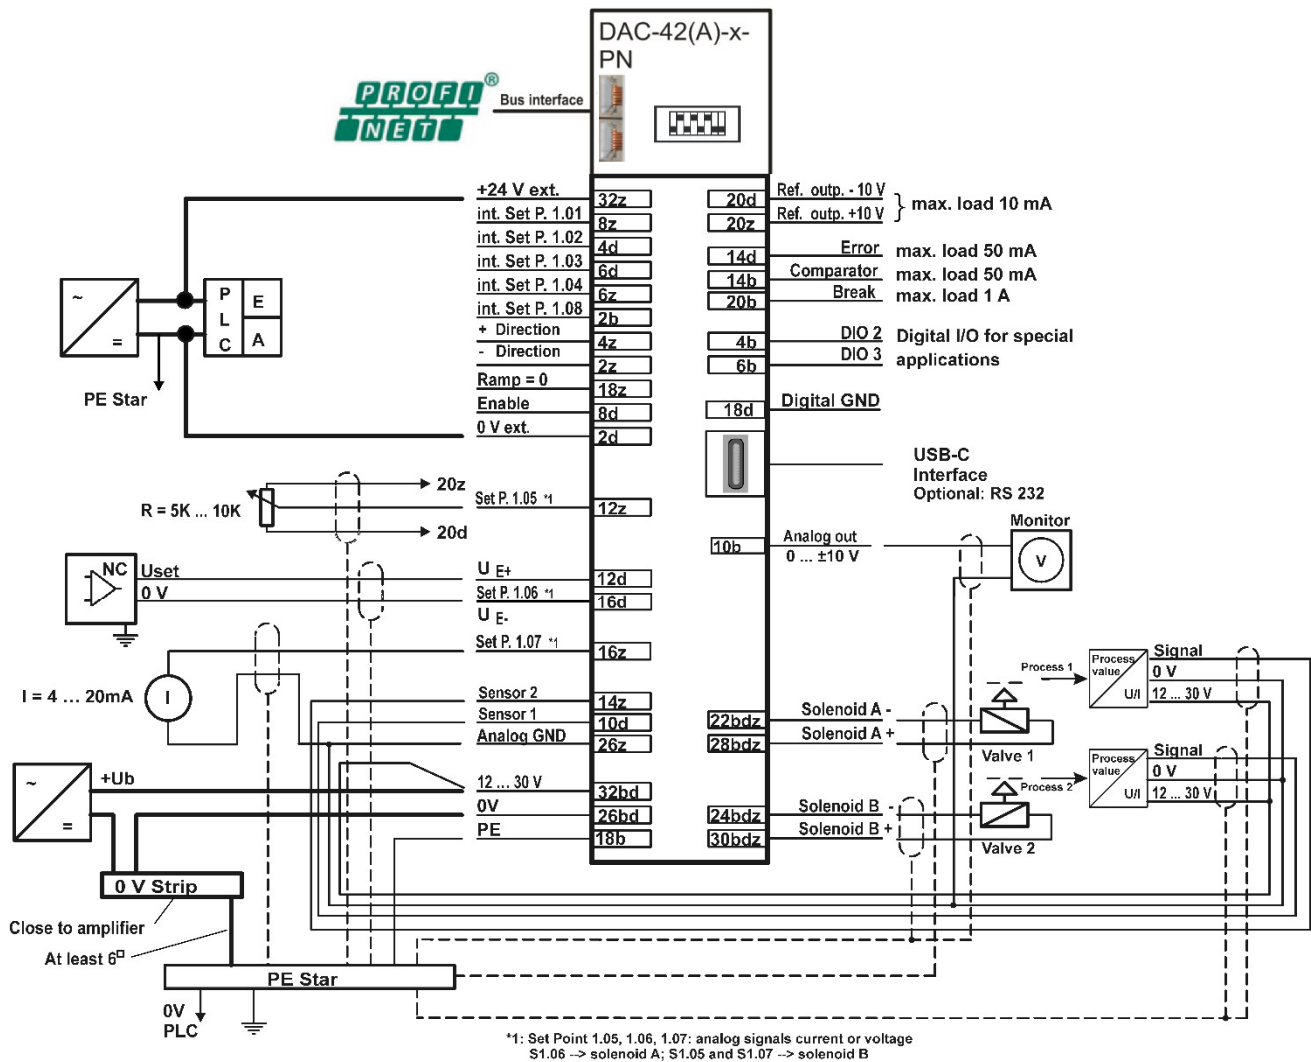 DAC-42(A)-x-
PN
PROFI®
NET
Bus interface
+24 V ext.
32z
int. Set P. 1.01
8z
int. Set P. 1.02
4d
int. Set P. 1.03
6d
int. Set P. 1.04
6z
int. Set P. 1.08
2b
+ Direction
4z
- Direction
2z
Ramp = 0
18z
Enable
8d
0 V ext.
2d
20d
Ref. outp. - 10 V
20z
Ref. outp. +10 V
max. load 10 mA
14d
Error
max. load 50 mA
14b
Comparator
max. load 50 mA
20b
Break
max. load 1 A
4b
DIO 2
6b
DIO 3
Digital I/O for special
applications
18d
Digital GND
USB-C
Interface
Optional: RS 232
~
=
P
L
C
E
A
PE Star
R = 5K ... 10K
20z
20d
Set P. 1.05 *1
12z
10b
Analog out
0 ... ±10 V
Monitor
V
NC
Uset
0 V
U E+
12d
Set P. 1.06 *1
16d
U E-
Set P. 1.07 *1
16z
I = 4 ... 20mA
I
Sensor 2
14z
Sensor 1
10d
Analog GND
26z
22bdz
Solenoid A -
28bdz
Solenoid A +
Valve 1
Process 1
Process
value
U/I
Signal
0 V
12 ... 30 V
~
=
+Ub
12 ... 30 V
32bd
0V
26bd
PE
18b
24bdz
Solenoid B -
30bdz
Solenoid B +
Valve 2
Process 2
Process
value
U/I
Signal
0 V
12 ... 30 V
0 V Strip
Close to amplifier
At least 6□
PE Star
0V
PLC
*1: Set Point 1.05, 1.06, 1.07: analog signals current or voltage
S1.06 --> solenoid A; S1.05 and S1.07 --> solenoid B